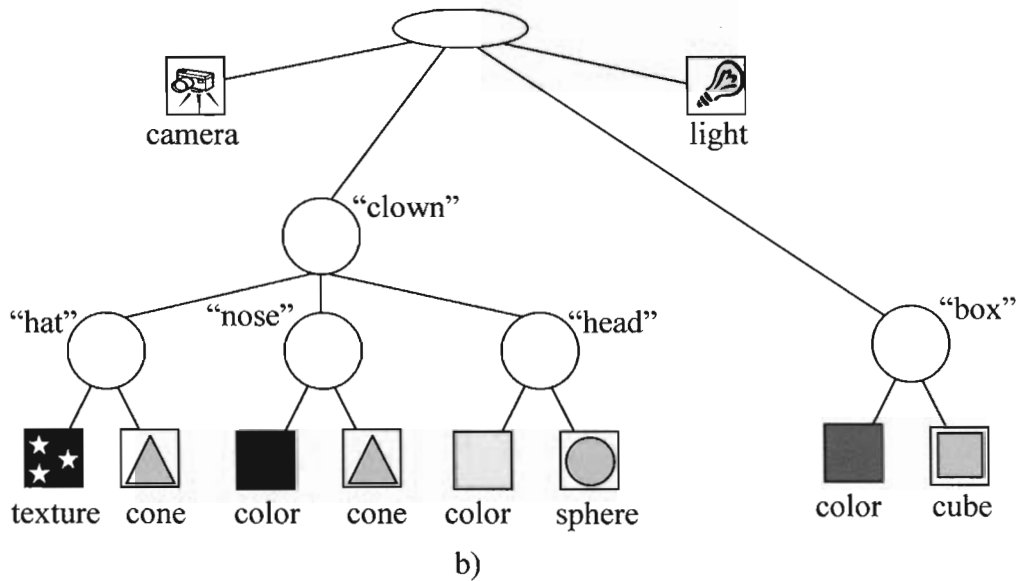 camera
light
“clown”
“hat”
“nose”
“head”
“box”
texture cone color cone color sphere color cube
b)